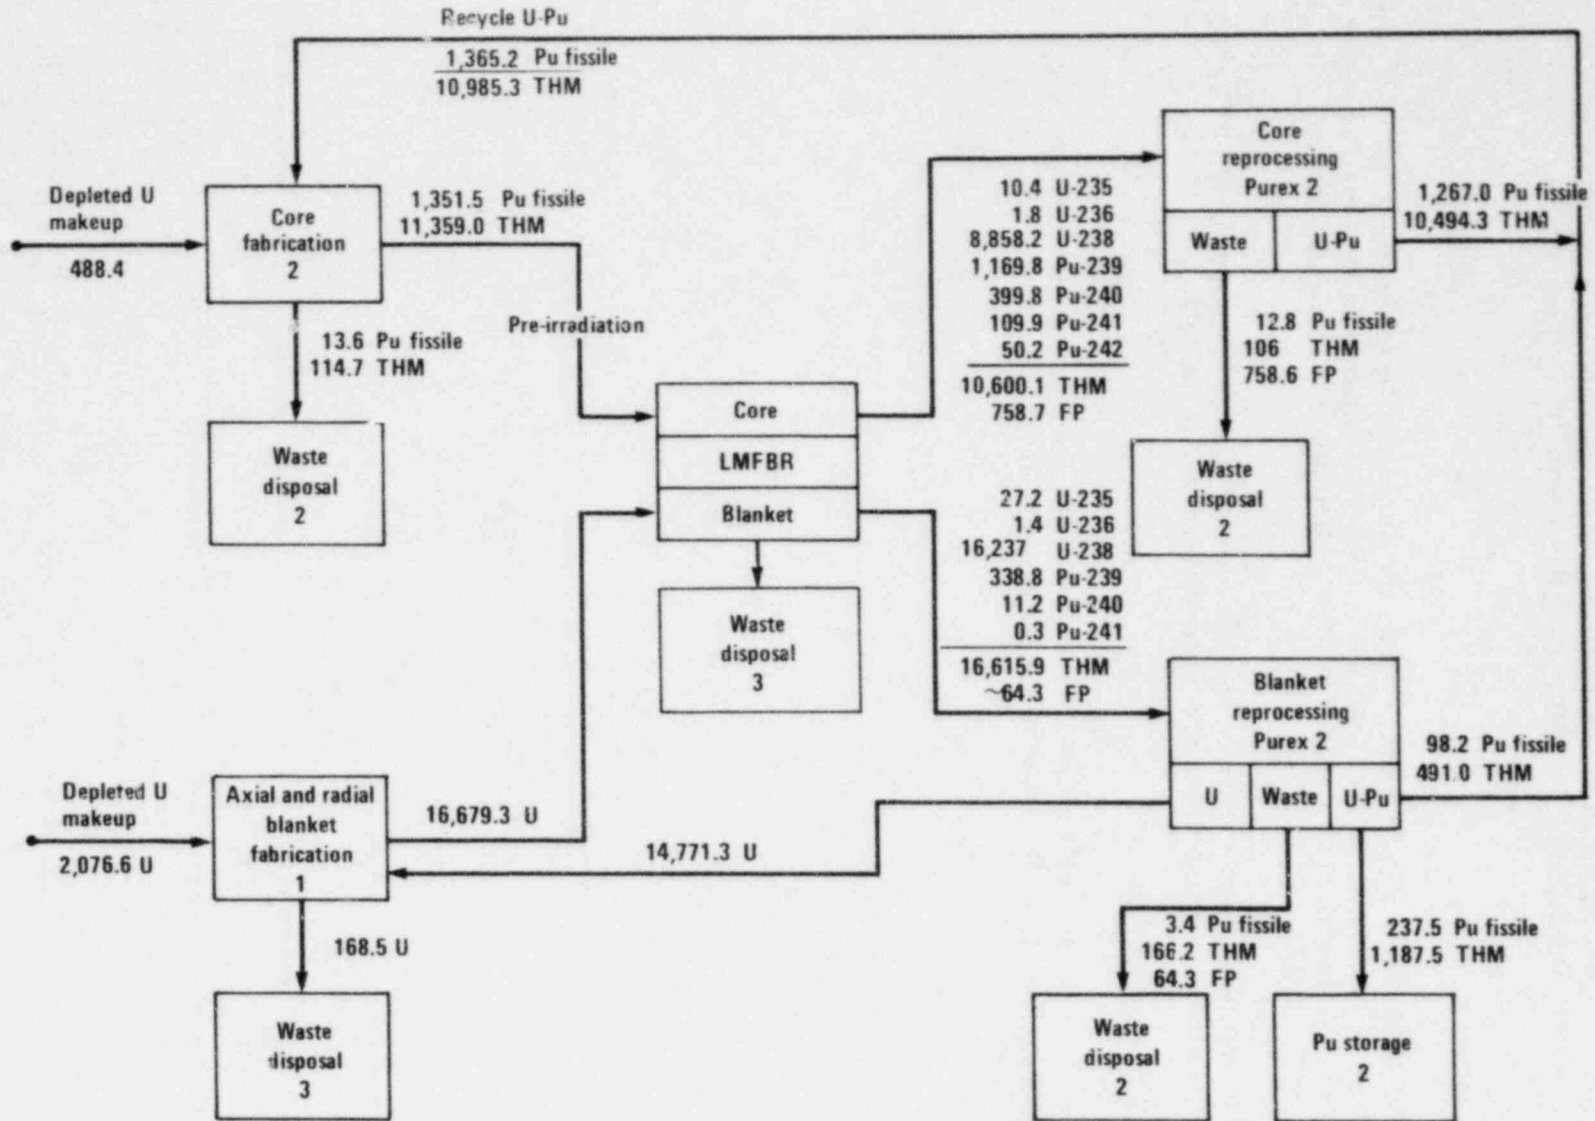 Recycle U-Pu
1,365.2 Pu fissile
10,985.3 THM
Depleted U
makeup
488.4
Core
fabrication
2
1,351.5 Pu fissile
11,359.0 THM
Pre-irradiation
13.6 Pu fissile
114.7 THM
Waste
disposal
2
Core
LMFBR
Blanket
Waste
disposal
3
10.4 U-235
1.8 U-236
8,858.2 U-238
1,169.8 Pu-239
399.8 Pu-240
109.9 Pu-241
50.2 Pu-242
10,600.1 THM
758.7 FP
Core
reprocessing
Purex 2
Waste
U-Pu
1,267.0 Pu fissile
10,494.3 THM
12.8 Pu fissile
106 THM
758.6 FP
Waste
disposal
2
27.2 U-235
1.4 U-236
16,237 U-238
338.8 Pu-239
11.2 Pu-240
0.3 Pu-241
16,615.9 THM
~64.3 FP
Blanket
reprocessing
Purex 2
U
Waste
U-Pu
98.2 Pu fissile
491.0 THM
Depleted U
makeup
2,076.6 U
Axial and radial
blanket
fabrication
1
16,679.3 U
14,771.3 U
168.5 U
Waste
disposal
3
3.4 Pu fissile
166.2 THM
64.3 FP
Waste
disposal
2
237.5 Pu fissile
1,187.5 THM
Pu storage
2